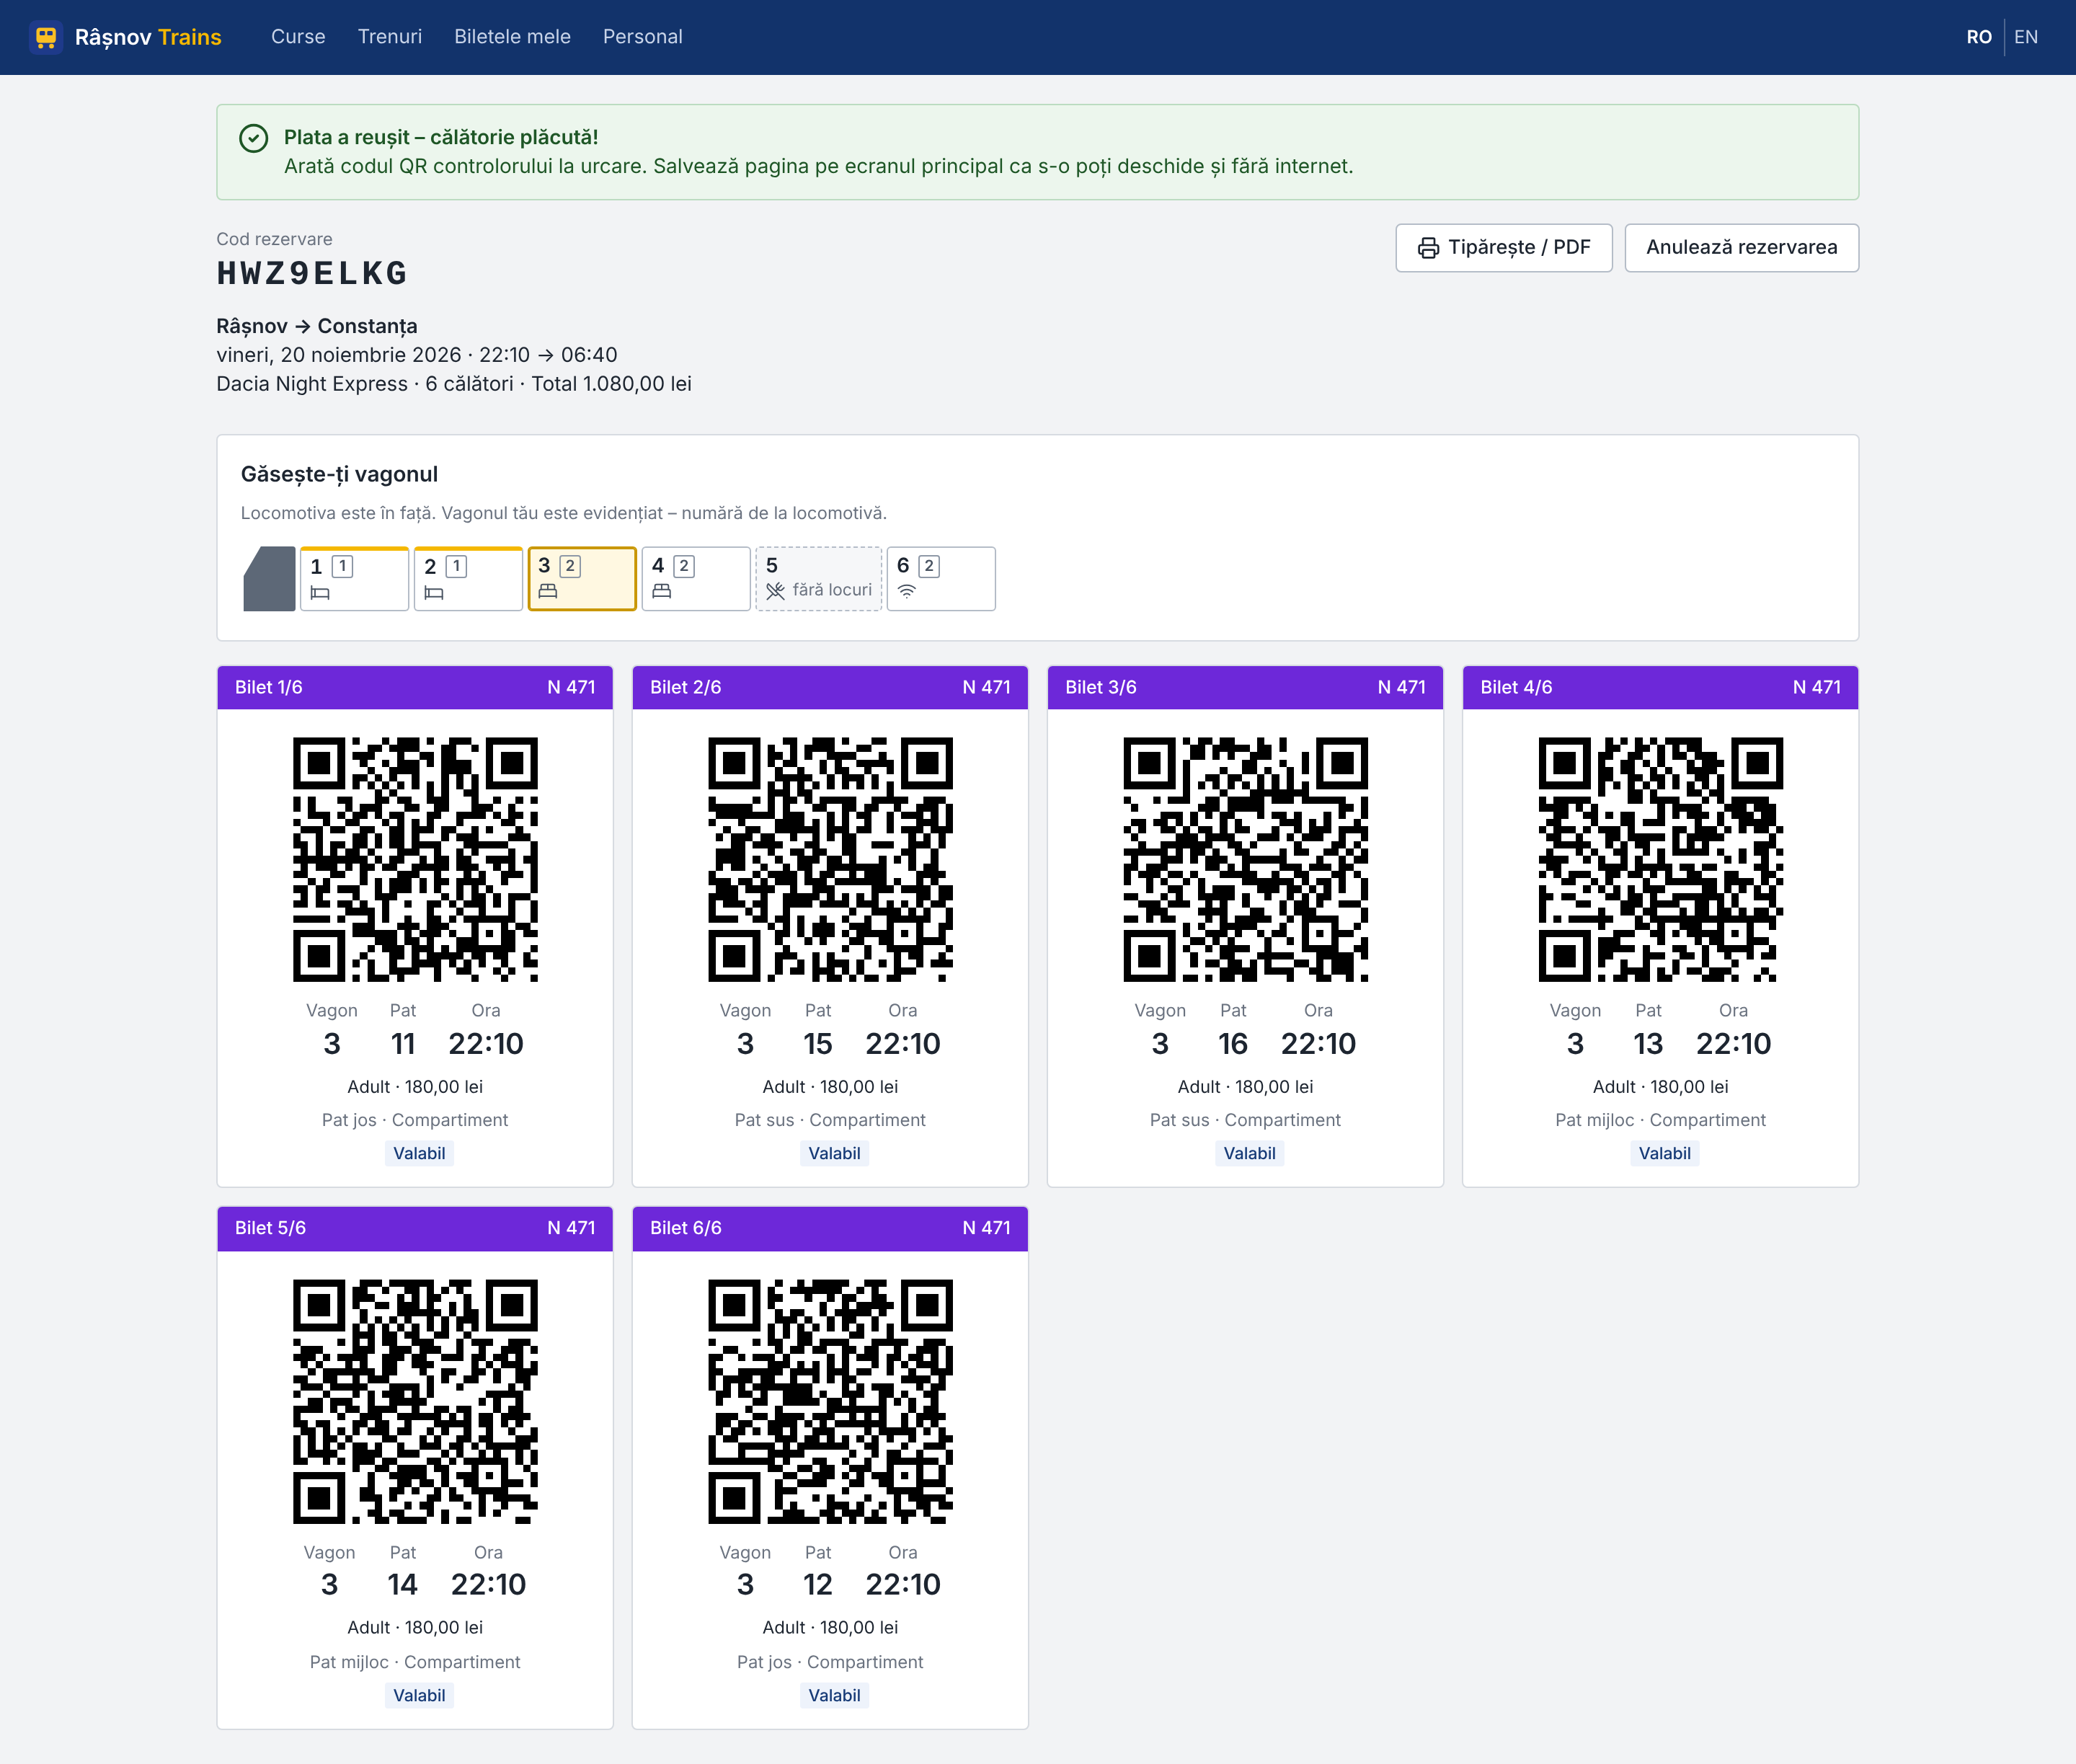 Râșnov Trains
Curse
Trenuri
Biletele mele
Personal
RO
EN
Plata a reușit – călătorie plăcută!
Arată codul QR controlorului la urcare. Salvează pagina pe ecranul principal ca s-o poți deschide și fără internet.
Cod rezervare
HWZ9ELKG
Tipărește / PDF
Anulează rezervarea
Râșnov → Constanța
vineri, 20 noiembrie 2026 · 22:10 → 06:40
Dacia Night Express · 6 călători · Total 1.080,00 lei
Găsește-ți vagonul
Locomotiva este în față. Vagonul tău este evidențiat – numără de la locomotivă.
1 1
2 1
3 2
4 2
5
fără locuri
6 2
Bilet 1/6 N 471
Vagon Pat Ora
3 11 22:10
Adult · 180,00 lei
Pat jos · Compartiment
Valabil
Bilet 2/6 N 471
Vagon Pat Ora
3 15 22:10
Adult · 180,00 lei
Pat sus · Compartiment
Valabil
Bilet 3/6 N 471
Vagon Pat Ora
3 16 22:10
Adult · 180,00 lei
Pat sus · Compartiment
Valabil
Bilet 4/6 N 471
Vagon Pat Ora
3 13 22:10
Adult · 180,00 lei
Pat mijloc · Compartiment
Valabil
Bilet 5/6 N 471
Vagon Pat Ora
3 14 22:10
Adult · 180,00 lei
Pat mijloc · Compartiment
Valabil
Bilet 6/6 N 471
Vagon Pat Ora
3 12 22:10
Adult · 180,00 lei
Pat jos · Compartiment
Valabil